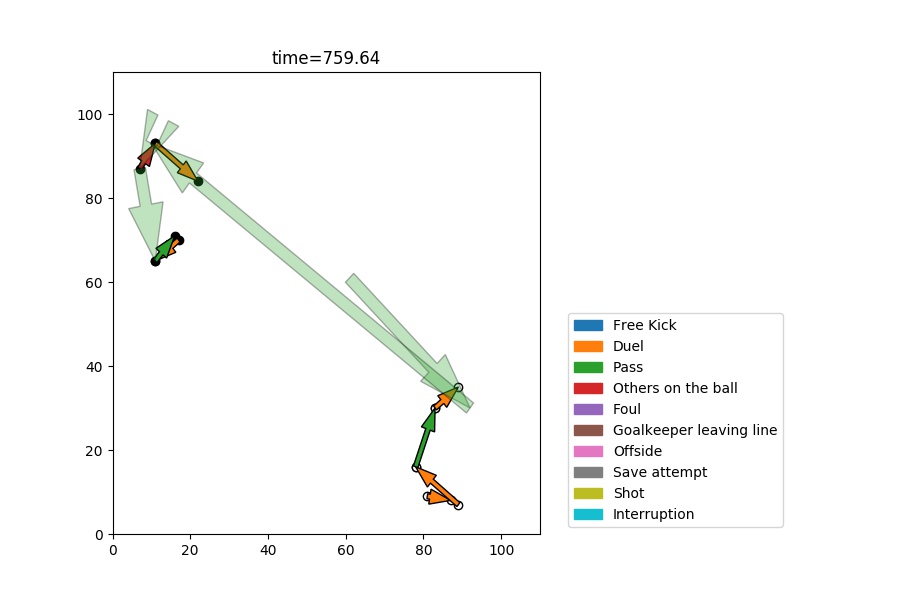 time=759.64
100
80
60
40
20
0
0 20 40 60 80 100
Free Kick
Duel
Pass
Others on the ball
Foul
Goalkeeper leaving line
Offside
Save attempt
Shot
Interruption